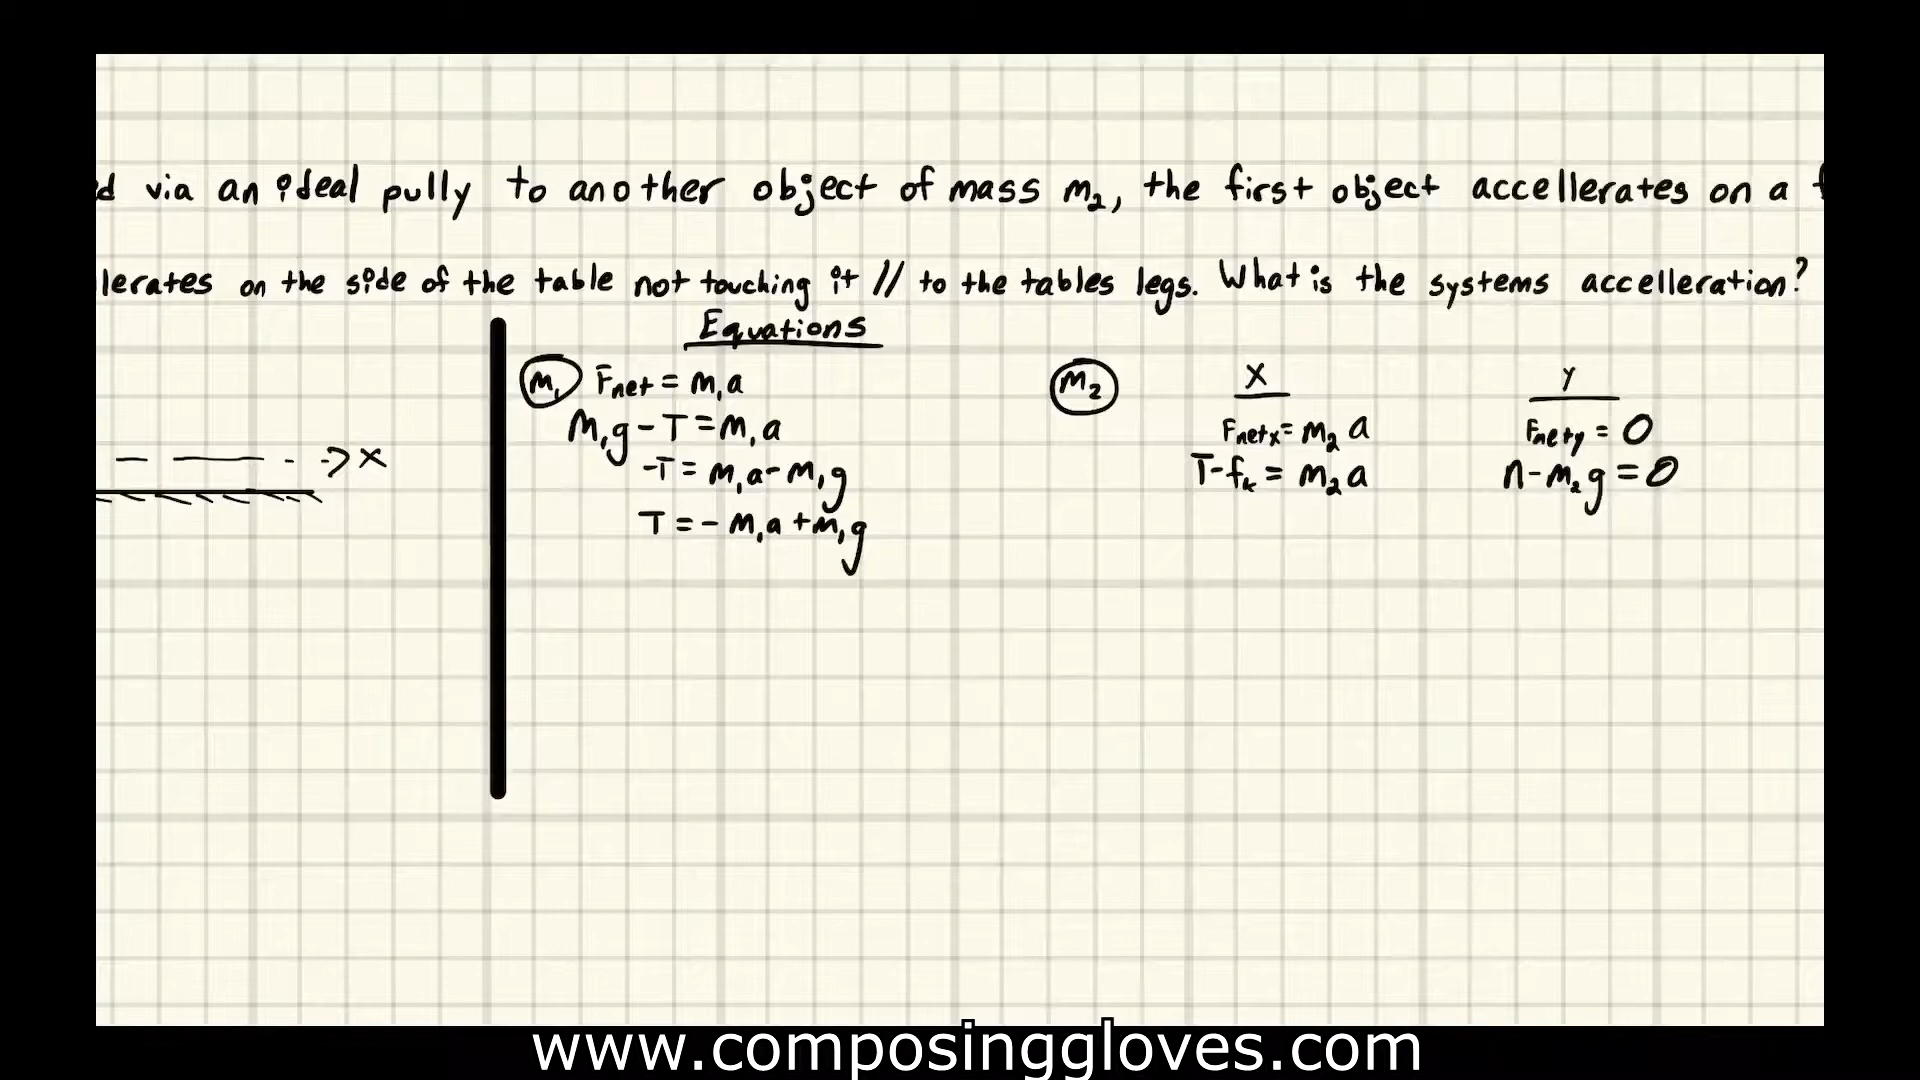 d via an ideal pully to another object of mass m₂, the first object accellerates on a
lerates on the side of the table not touching it // to the tables legs. What is the systems accelleration?
Equations
m₁ Fnet = m₁a
m₁g - T = m₁a
-T = m₁a - m₁g
T = - m₁a + m₁g
m₂ X Y
Fnetx = m₂ a Fnety = 0
T - fₖ = m₂ a n - m₂g = 0
-> x
www.composinggloves.com